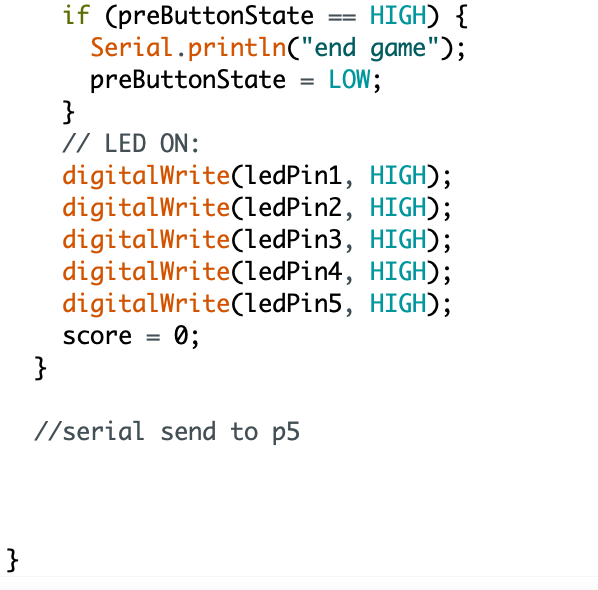 if (preButtonState == HIGH) {
Serial.println("end game");
preButtonState = LOW;
}
// LED ON:
digitalWrite(ledPin1, HIGH);
digitalWrite(ledPin2, HIGH);
digitalWrite(ledPin3, HIGH);
digitalWrite(ledPin4, HIGH);
digitalWrite(ledPin5, HIGH);
score = 0;
}
//serial send to p5
}